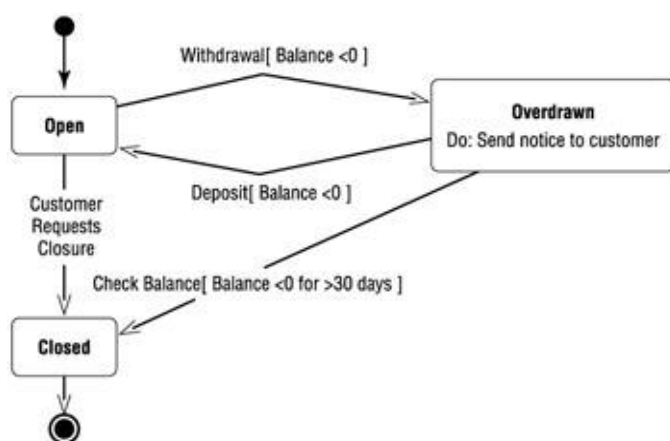 Withdrawal[ Balance <0 ]
Open
Overdrawn
Do: Send notice to customer
Deposit[ Balance <0 ]
Customer
Requests
Closure
Check Balance[ Balance <0 for >30 days ]
Closed